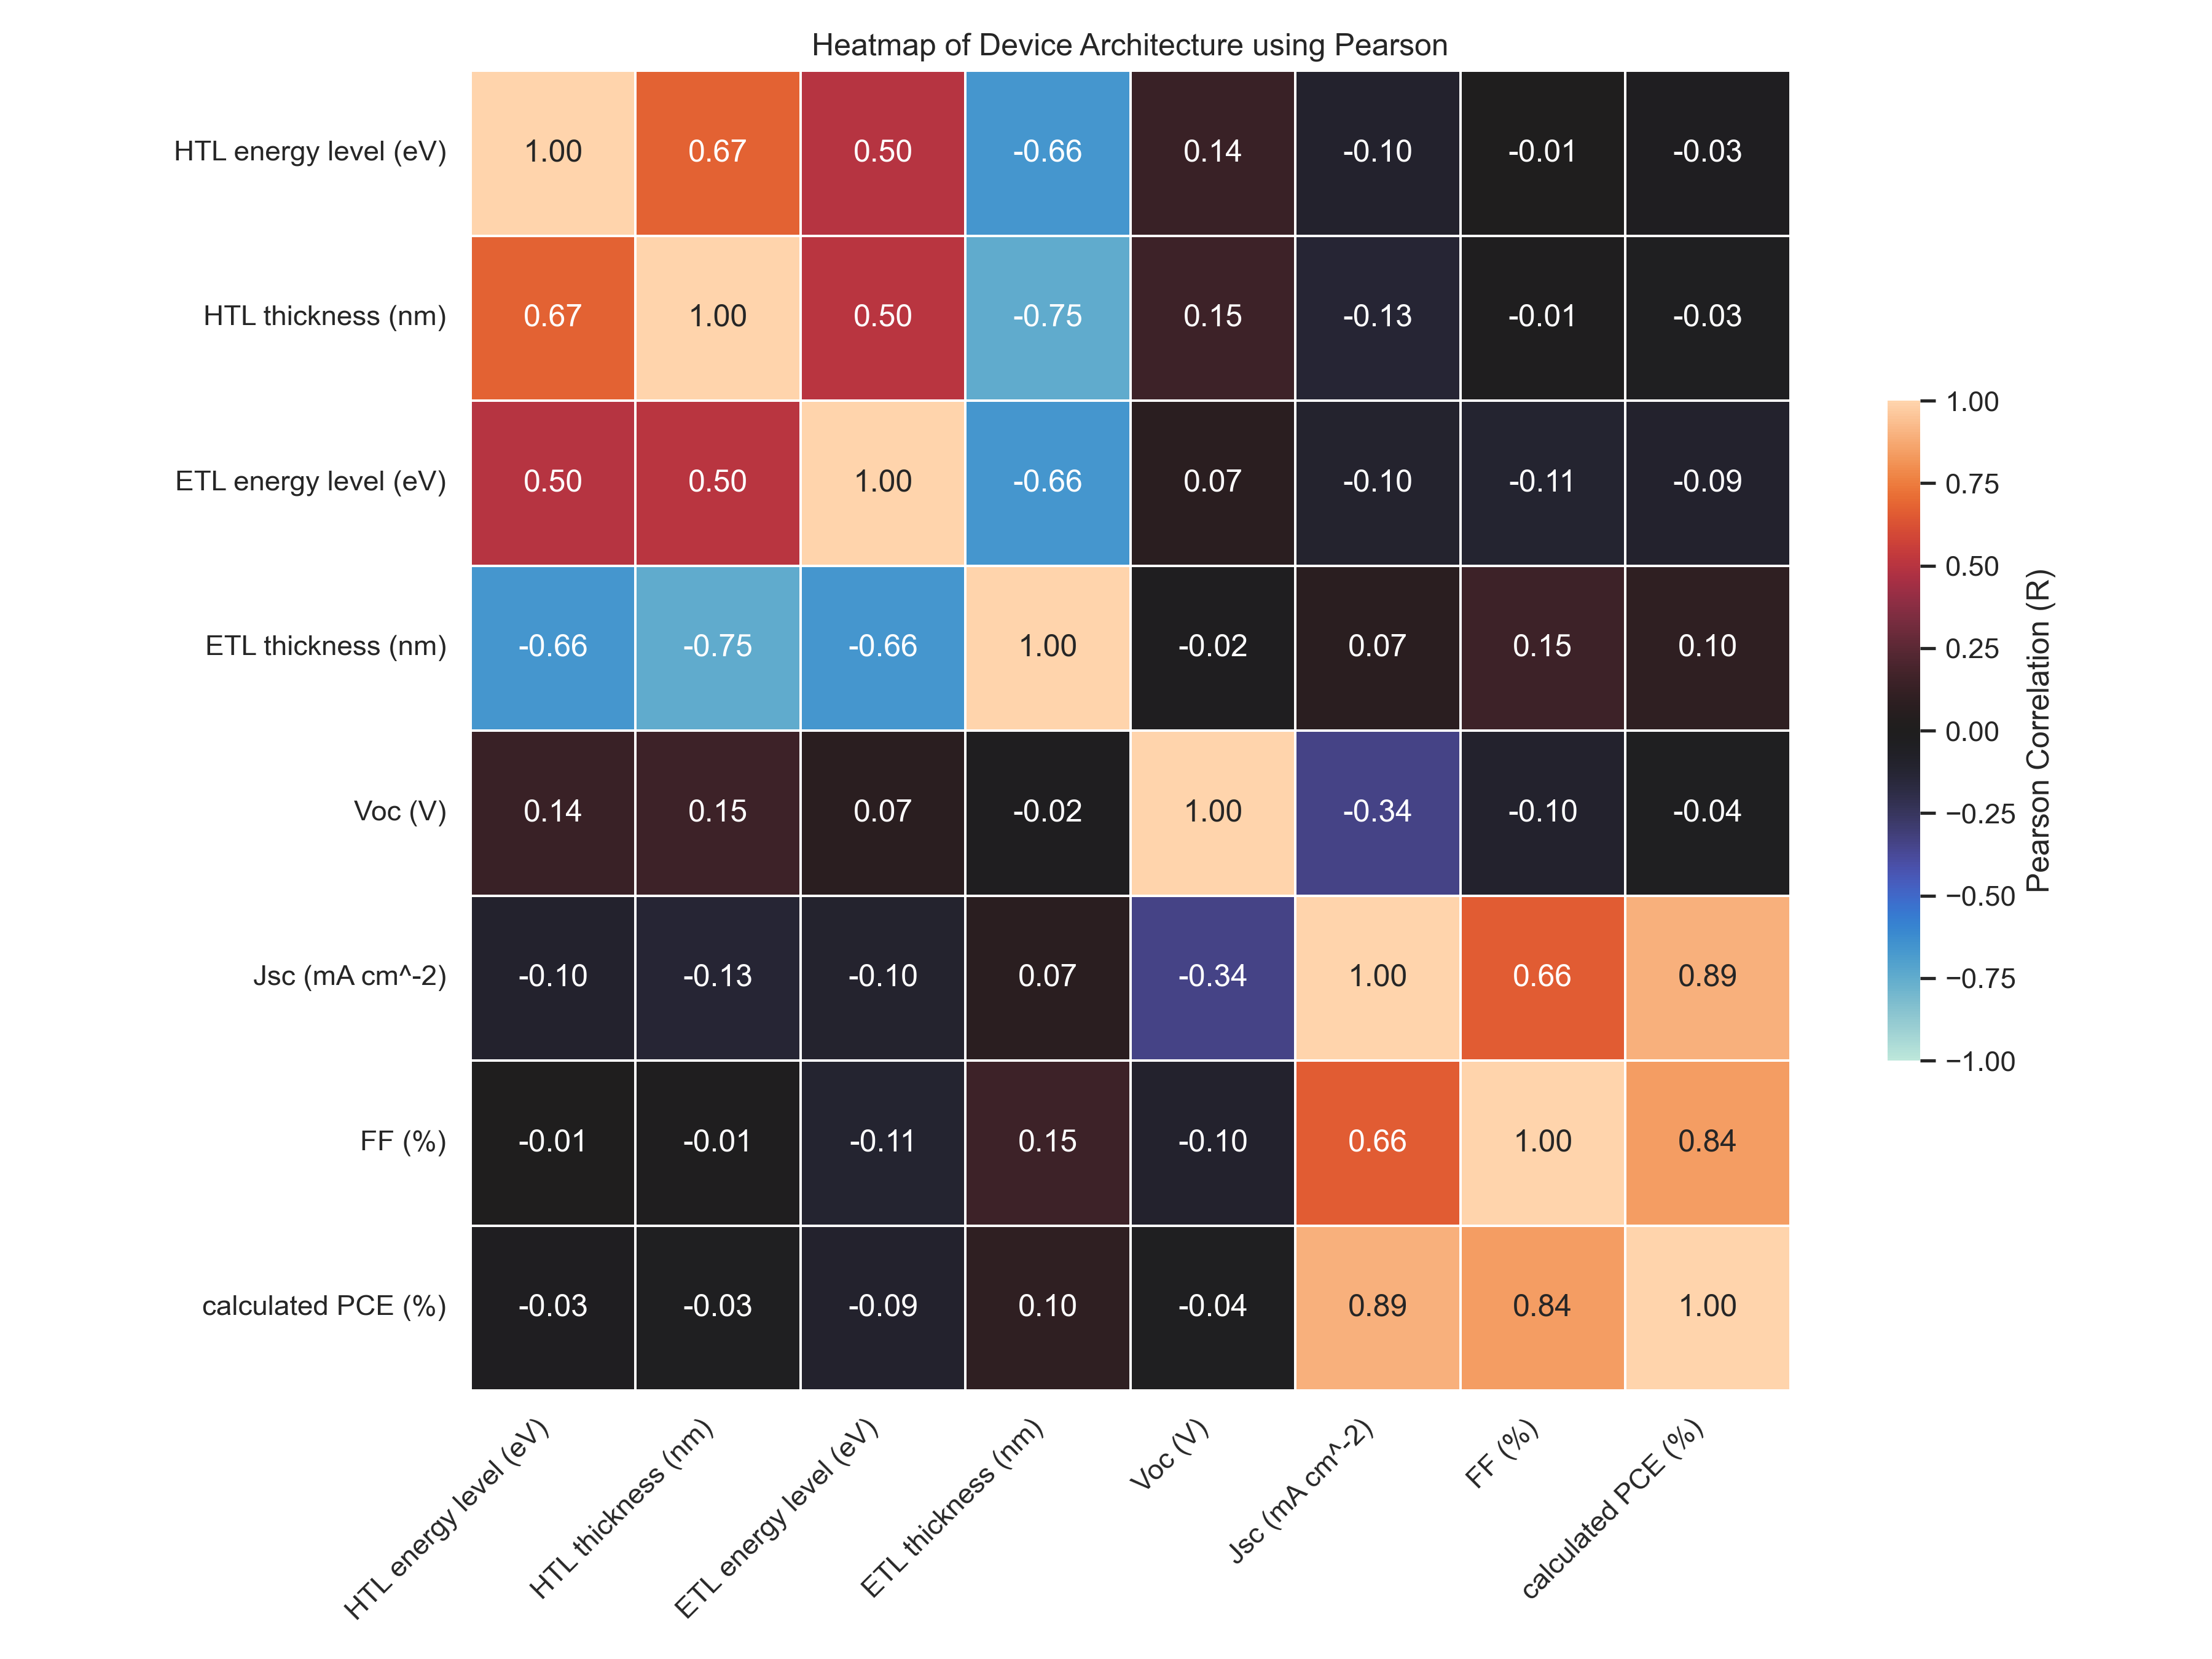 Heatmap of Device Architecture using Pearson
HTL energy level (eV) 1.00 0.67 0.50 -0.66 0.14 -0.10 -0.01 -0.03
HTL thickness (nm) 0.67 1.00 0.50 -0.75 0.15 -0.13 -0.01 -0.03
ETL energy level (eV) 0.50 0.50 1.00 -0.66 0.07 -0.10 -0.11 -0.09
ETL thickness (nm) -0.66 -0.75 -0.66 1.00 -0.02 0.07 0.15 0.10
Voc (V) 0.14 0.15 0.07 -0.02 1.00 -0.34 -0.10 -0.04
Jsc (mA cm^-2) -0.10 -0.13 -0.10 0.07 -0.34 1.00 0.66 0.89
FF (%) -0.01 -0.01 -0.11 0.15 -0.10 0.66 1.00 0.84
calculated PCE (%) -0.03 -0.03 -0.09 0.10 -0.04 0.89 0.84 1.00
HTL energy level (eV)
HTL thickness (nm)
ETL energy level (eV)
ETL thickness (nm)
Voc (V)
Jsc (mA cm^-2)
FF (%)
calculated PCE (%)
1.00
0.75
0.50
0.25
0.00
−0.25
−0.50
−0.75
−1.00
Pearson Correlation (R)